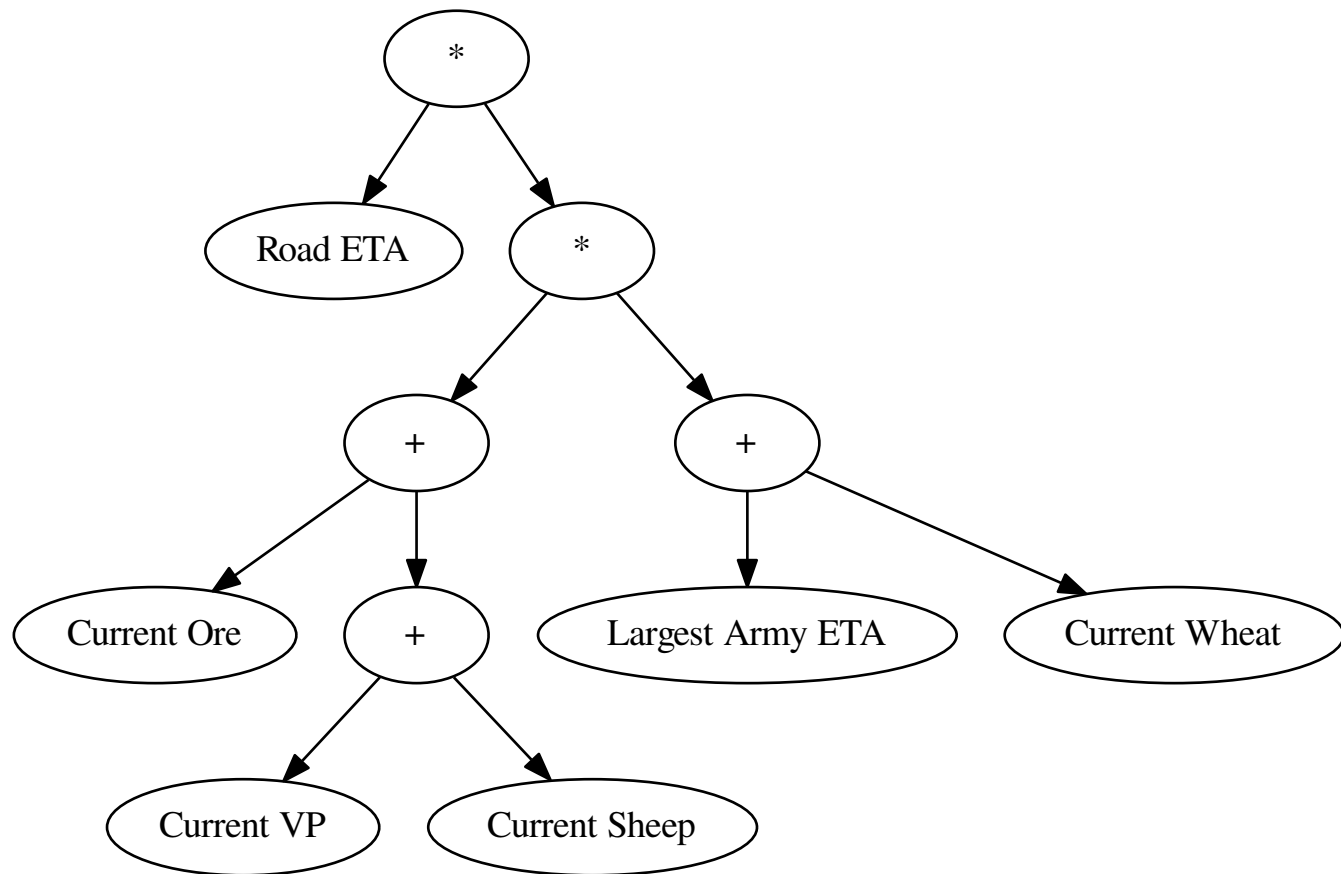 *
Road ETA
*
+
+
Current Ore
+
Largest Army ETA
Current Wheat
Current VP
Current Sheep